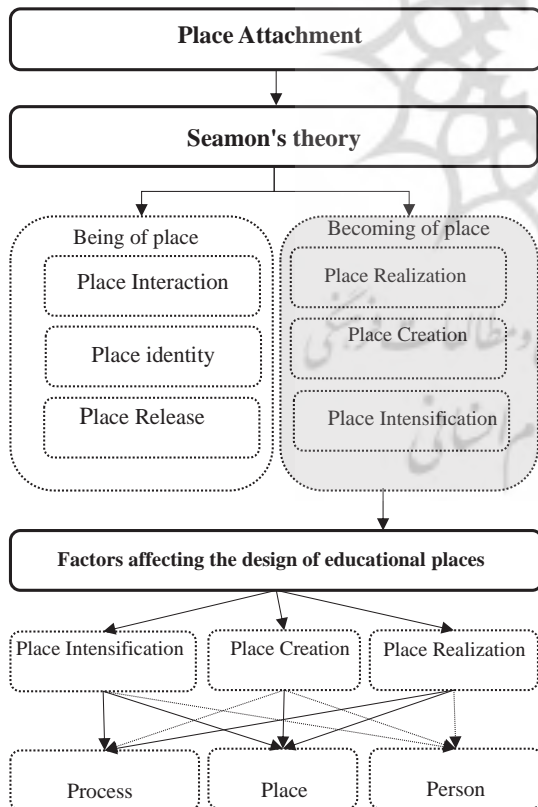 Place Attachment
Seamon's theory
Being of place
Place Interaction
Place identity
Place Release
Becoming of place
Place Realization
Place Creation
Place Intensification
Factors affecting the design of educational places
Place Intensification
Place Creation
Place Realization
Process
Place
Person